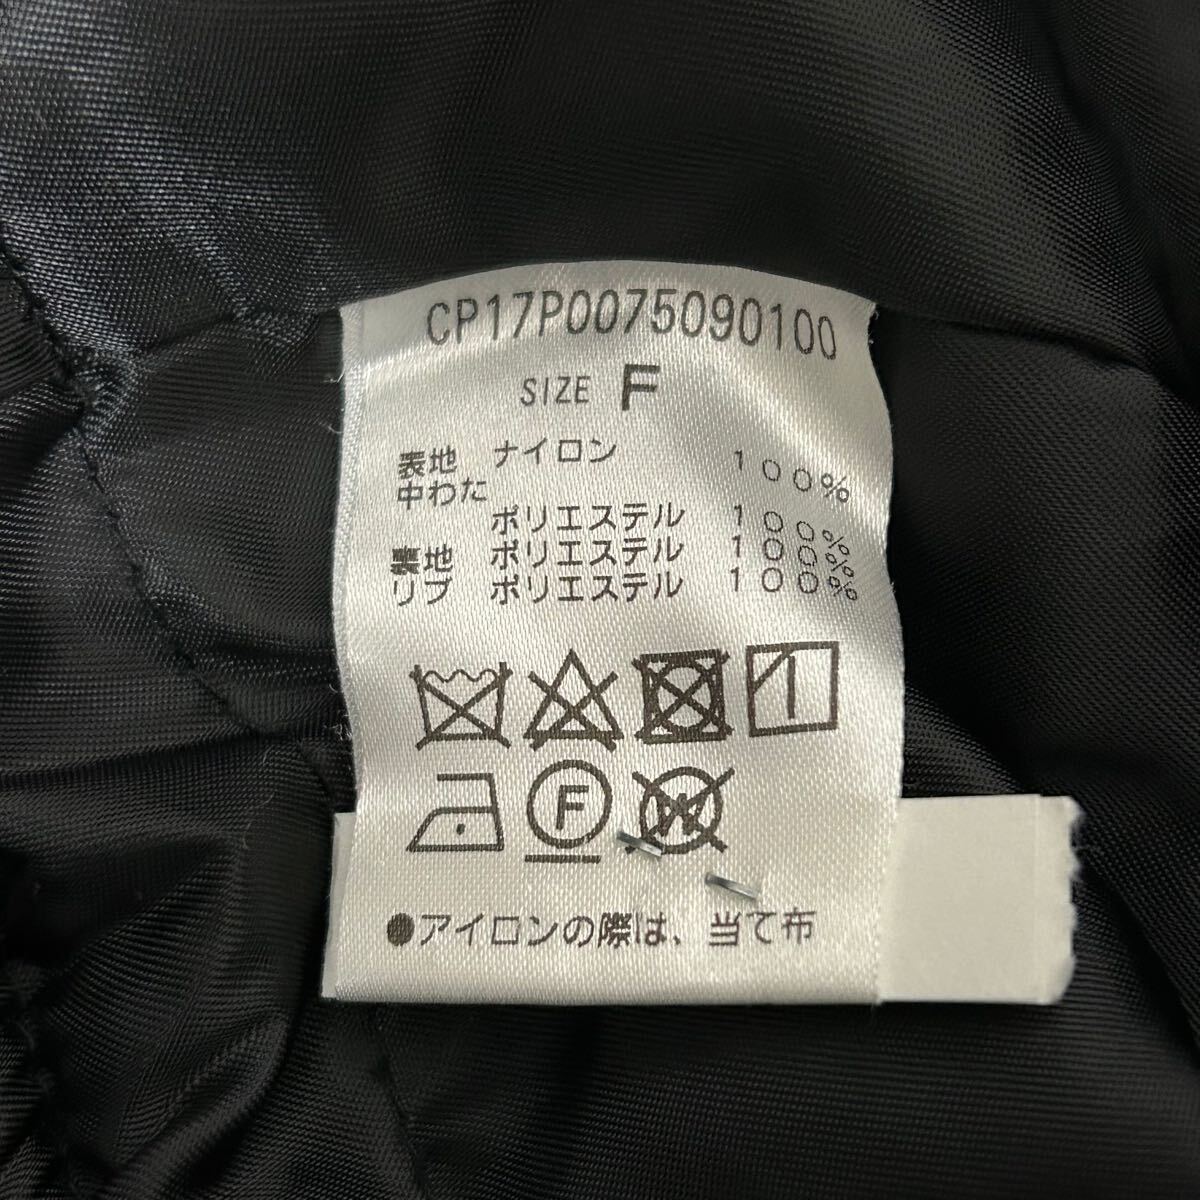 CP17P0075090100
SIZE F
表地 ナイロン 100%
中わた
ポリエステル 100%
裏地 ポリエステル 100%
リブ ポリエステル 100%
F
W
●アイロンの際は、当て布